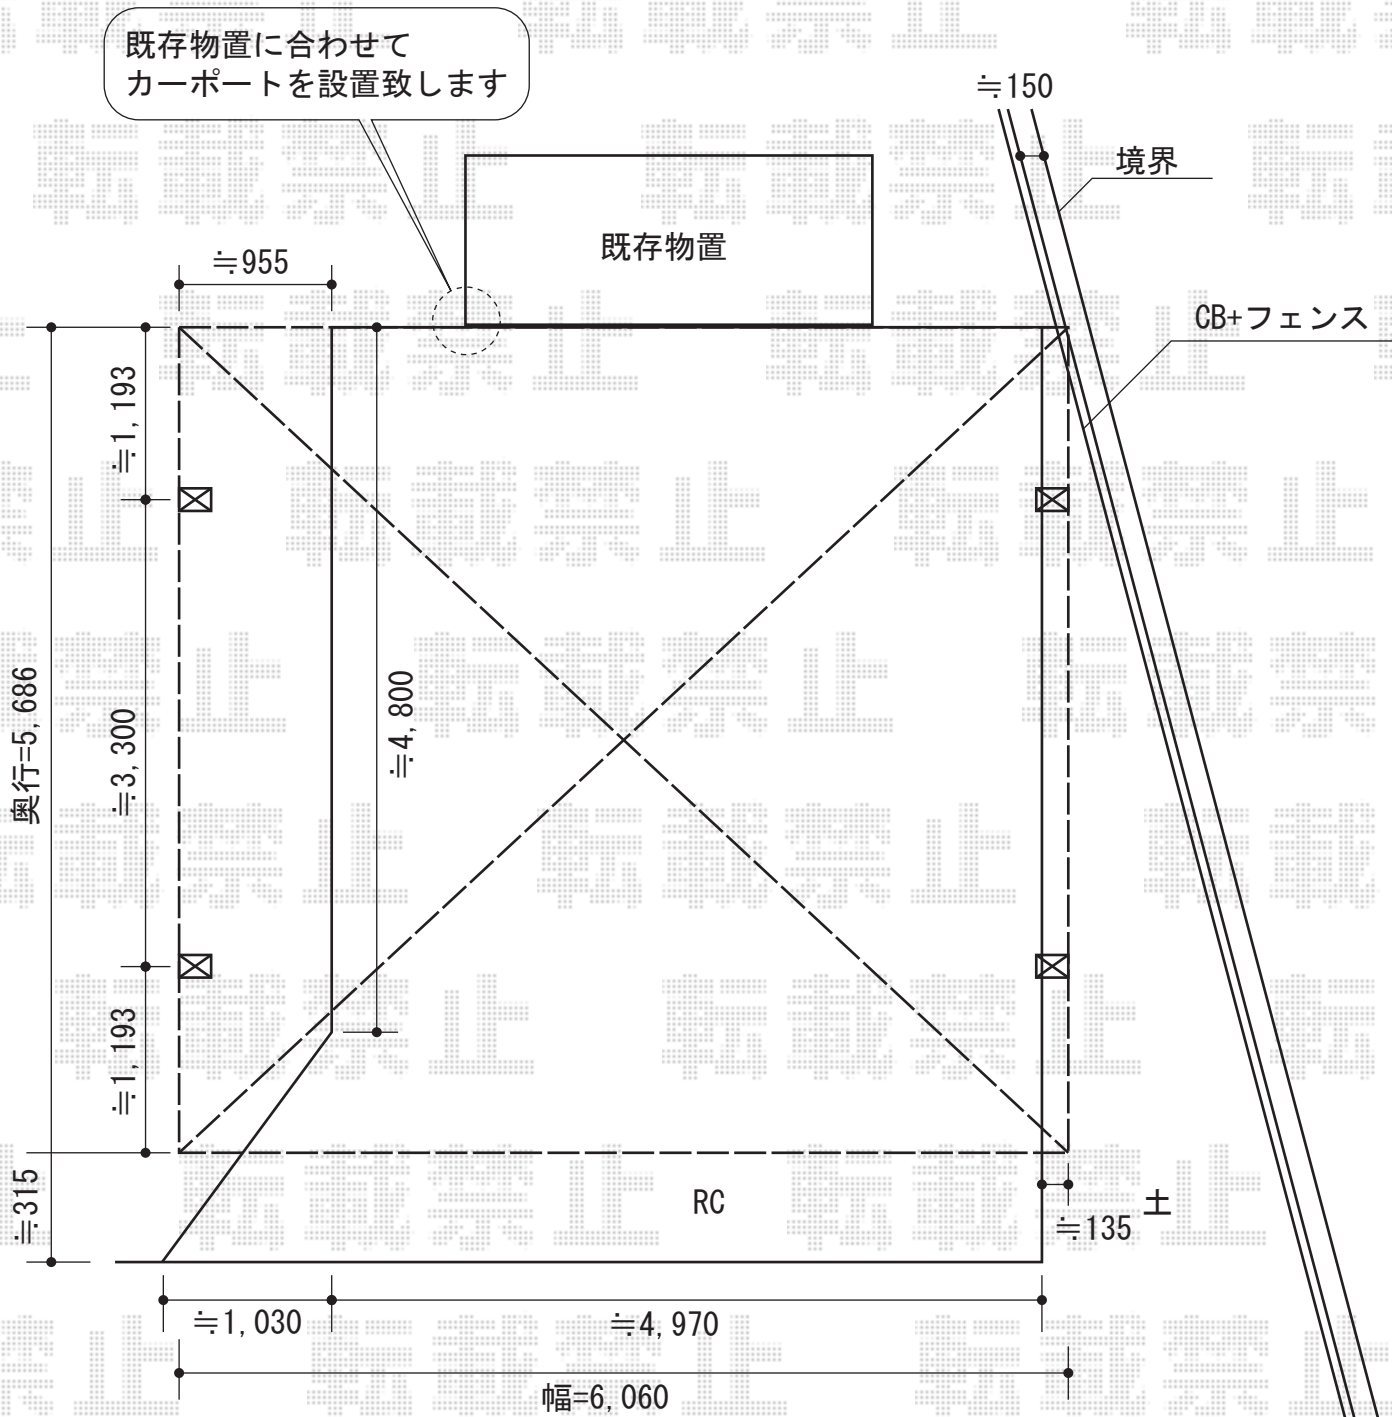 既存物置に合わせて
カーポートを設置致します
≒150
境界
既存物置
≒955
CB+フェンス
≒1,193
≒4,800
奥行=5,686
≒3,300
≒1,193
≒315
RC
土
≒135
≒1,030
≒4,970
幅=6,060
転載禁止